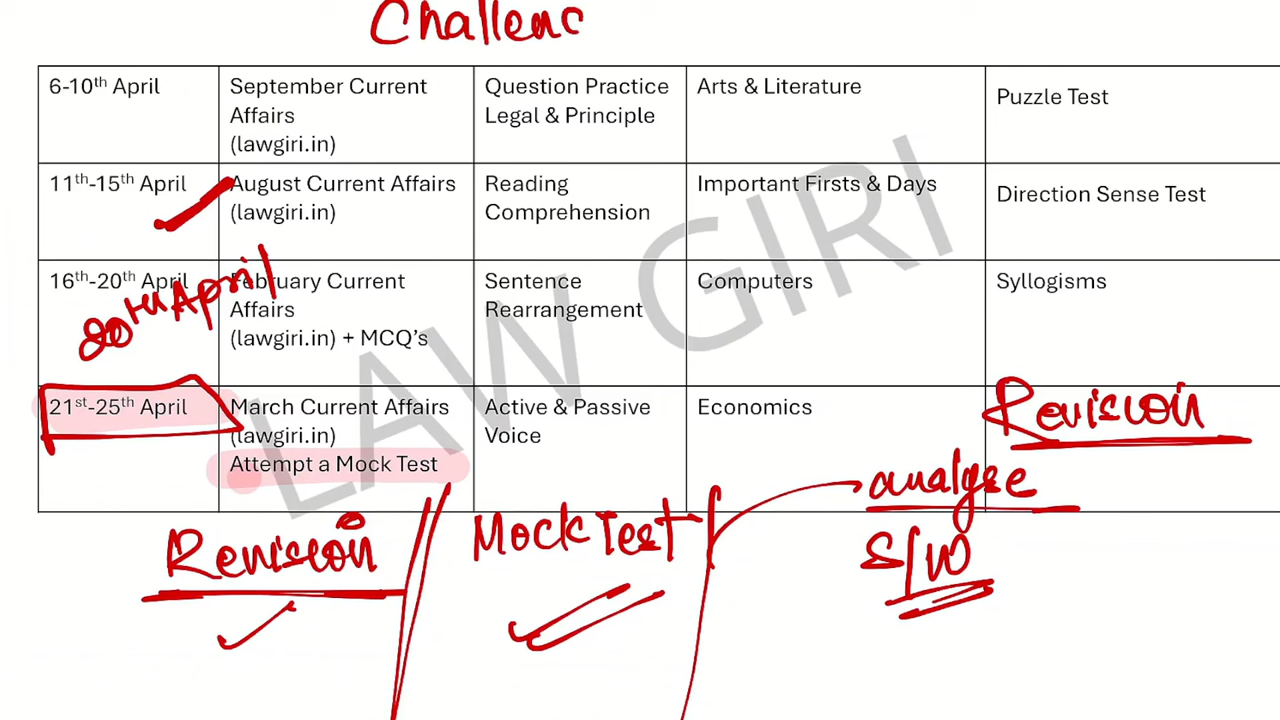 Challenc
6-10th April
September Current
Affairs
(lawgiri.in)
Question Practice
Legal & Principle
Arts & Literature
Puzzle Test
11th-15th April
August Current Affairs
(lawgiri.in)
Reading
Comprehension
Important Firsts & Days
Direction Sense Test
16th-20th April
20th April
February Current
Affairs
(lawgiri.in) + MCQ’s
Sentence
Rearrangement
Computers
Syllogisms
21st-25th April
March Current Affairs
(lawgiri.in)
Attempt a Mock Test
Active & Passive
Voice
Economics
Revision
analyse
Revision
Mock Test
S/W
LAW GIRI